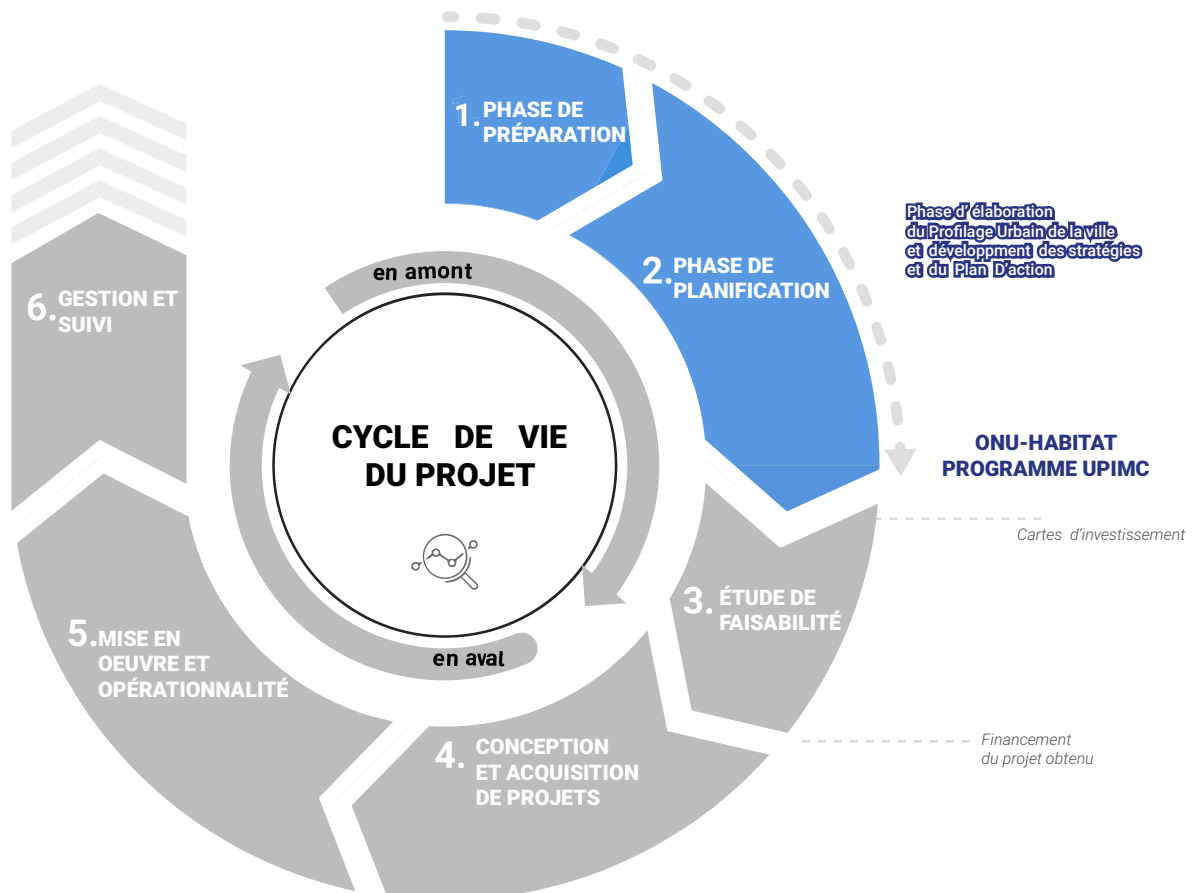 1. PHASE DE
PRÉPARATION
2. PHASE DE
PLANIFICATION
Phase d' élaboration
du Profilage Urbain de la ville
et développment des stratégies
et du Plan D'action
en amont
6. GESTION ET
SUIVI
CYCLE DE VIE
DU PROJET
ONU-HABITAT
PROGRAMME UPIMC
Cartes d'investissement
3. ÉTUDE DE
FAISABILITÉ
5. MISE EN
OEUVRE ET
OPÉRATIONNALITÉ
en aval
4. CONCEPTION
ET ACQUISITION
DE PROJETS
Financement
du projet obtenu